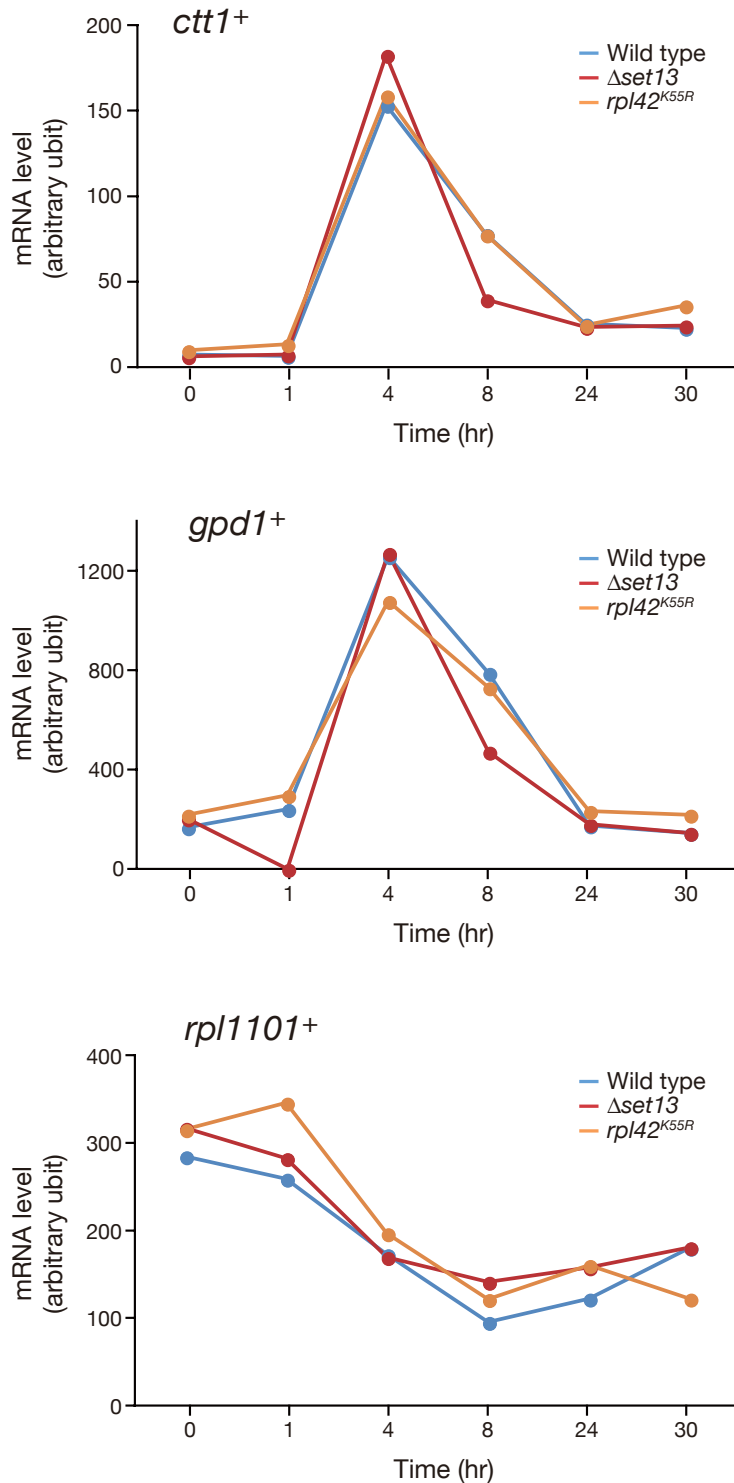 ctt1+
200
150
100
50
0
mRNA level
(arbitrary ubit)
Wild type
Δset13
rpl42K55R
0 1 4 8 24 30
Time (hr)
gpd1+
1200
800
400
0
mRNA level
(arbitrary ubit)
Wild type
Δset13
rpl42K55R
0 1 4 8 24 30
Time (hr)
rpl1101+
400
300
200
100
0
mRNA level
(arbitrary ubit)
Wild type
Δset13
rpl42K55R
0 1 4 8 24 30
Time (hr)